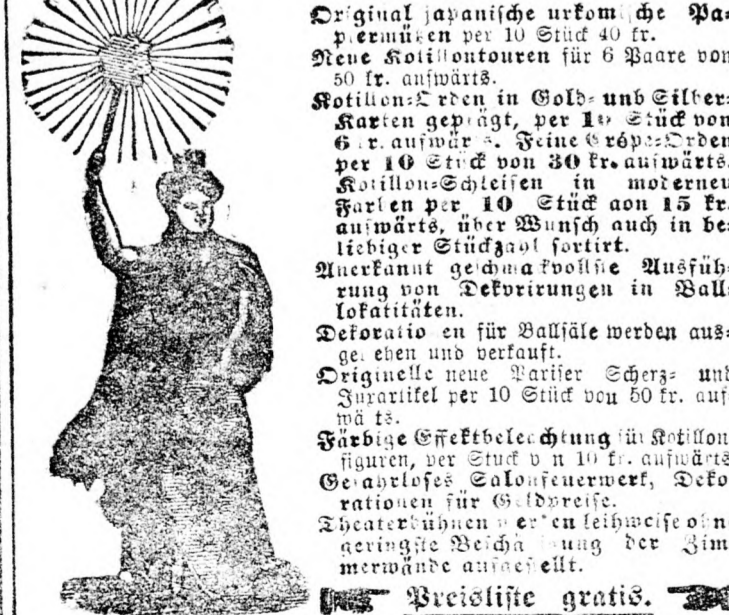 Original japanische urkomische Pa-
piermützen per 10 Stück 40 kr.
Neue Kotillontouren für 6 Paare von
50 kr. aufwärts.
Kotillon-Orden in Gold- und Silber-
Karten geprägt, per 10 Stück von
6 kr. aufwärts. Feine Crépe-Orden
per 10 Stück von 30 kr. aufwärts.
Kotillon-Schleifen in modernen
Farben per 10 Stück aon 15 kr.
aufwärts, über Wunsch auch in be-
liebiger Stückzahl sortirt.
Anerkannt geschmackvollste Ausfüh-
rung von Dekorirungen in Ball-
lokatitäten.
Dekorationen für Ballsäle werden aus-
geliehen und verkauft.
Originelle neue Pariser Scherz- und
Juxartikel per 10 Stück von 50 kr. auf-
wärts.
Färbige Effektbeleuchtung für Kotillon-
figuren, per Stück von 10 kr. aufwärts
Gefahrloses Salonfeuerwerk, Deko-
rationen für Geldpreise.
Theaterbühnen werden leihweise ohne
geringste Beschädigung der Zim-
merwände aufgestellt.
Preisliste gratis.